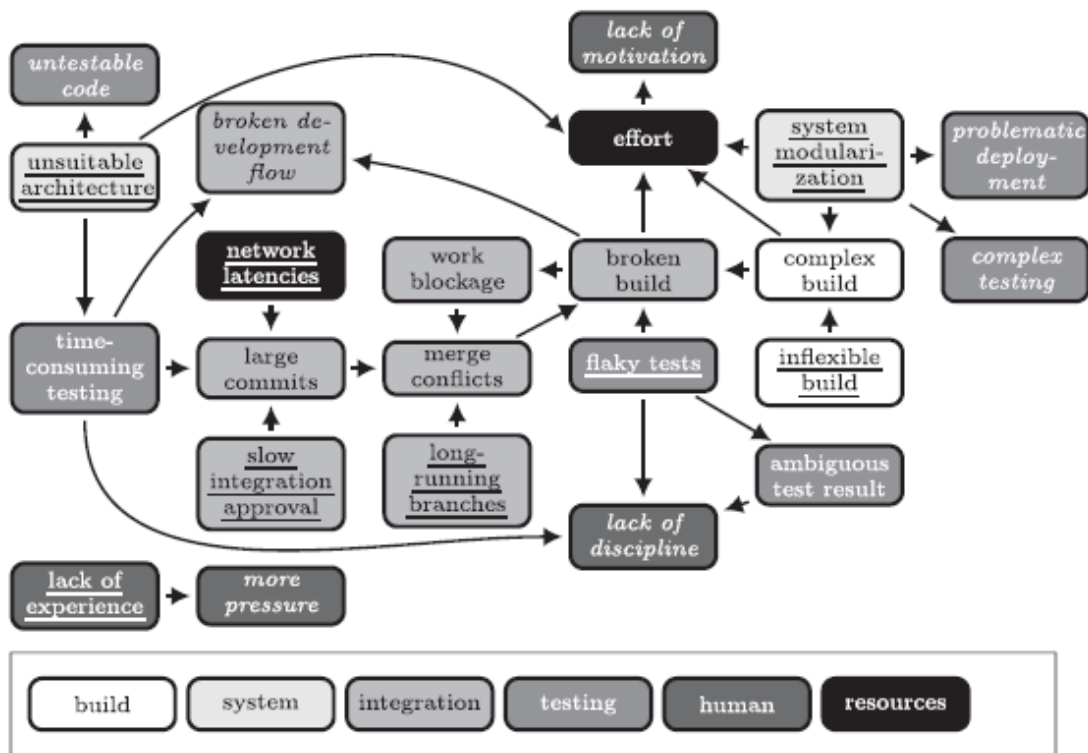 lack of
motivation
untestable
code
broken de-
velopment
flow
effort
system
modulari-
zation
problematic
deploy-
ment
unsuitable
architecture
network
latencies
work
blockage
broken
build
complex
build
complex
testing
time-
consuming
testing
large
commits
merge
conflicts
flaky tests
inflexible
build
slow
integration
approval
long-
running
branches
ambiguous
test result
lack of
discipline
lack of
experience
more
pressure
build
system
integration
testing
human
resources